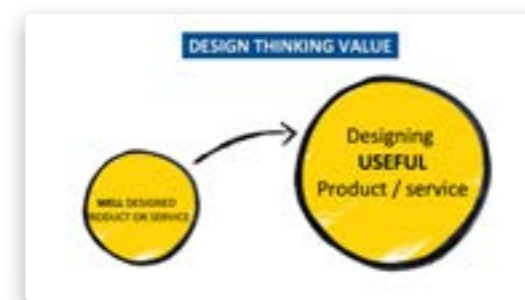 DESIGN THINKING VALUE
Designing
USEFUL
Product / service
WELL DESIGNED
PRODUCT OR SERVICE